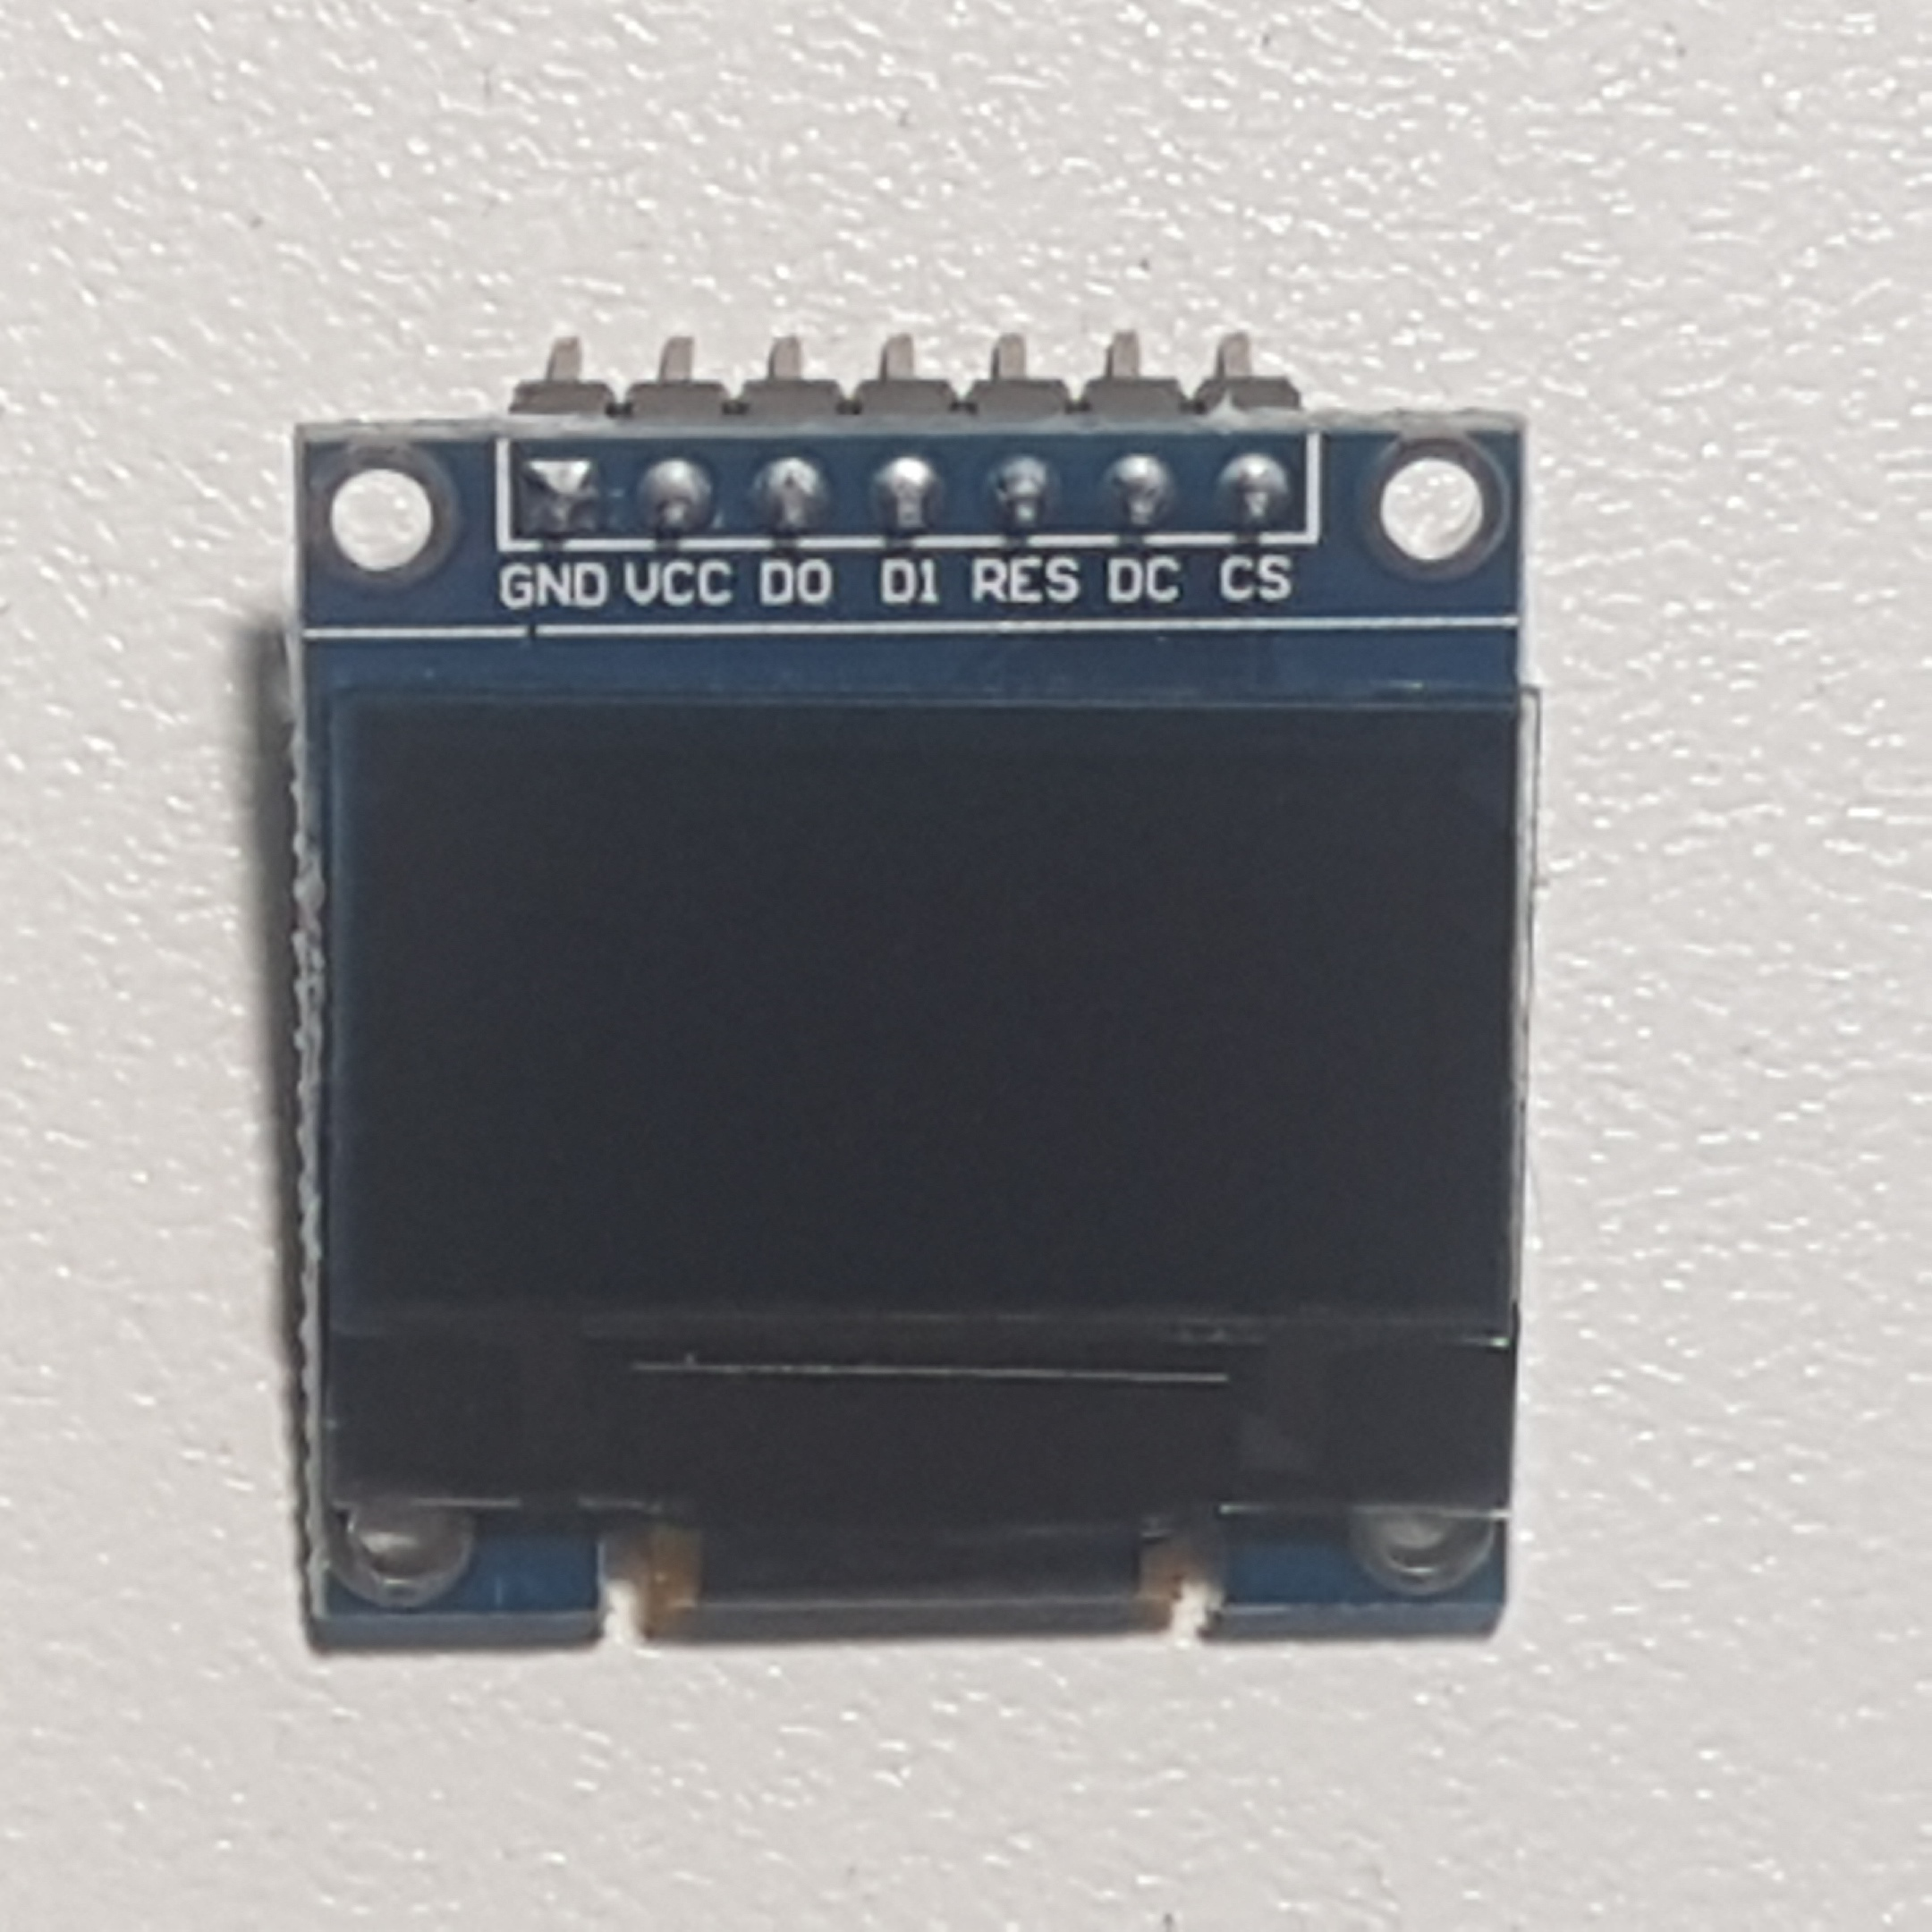 GND VCC D0 D1 RES DC CS